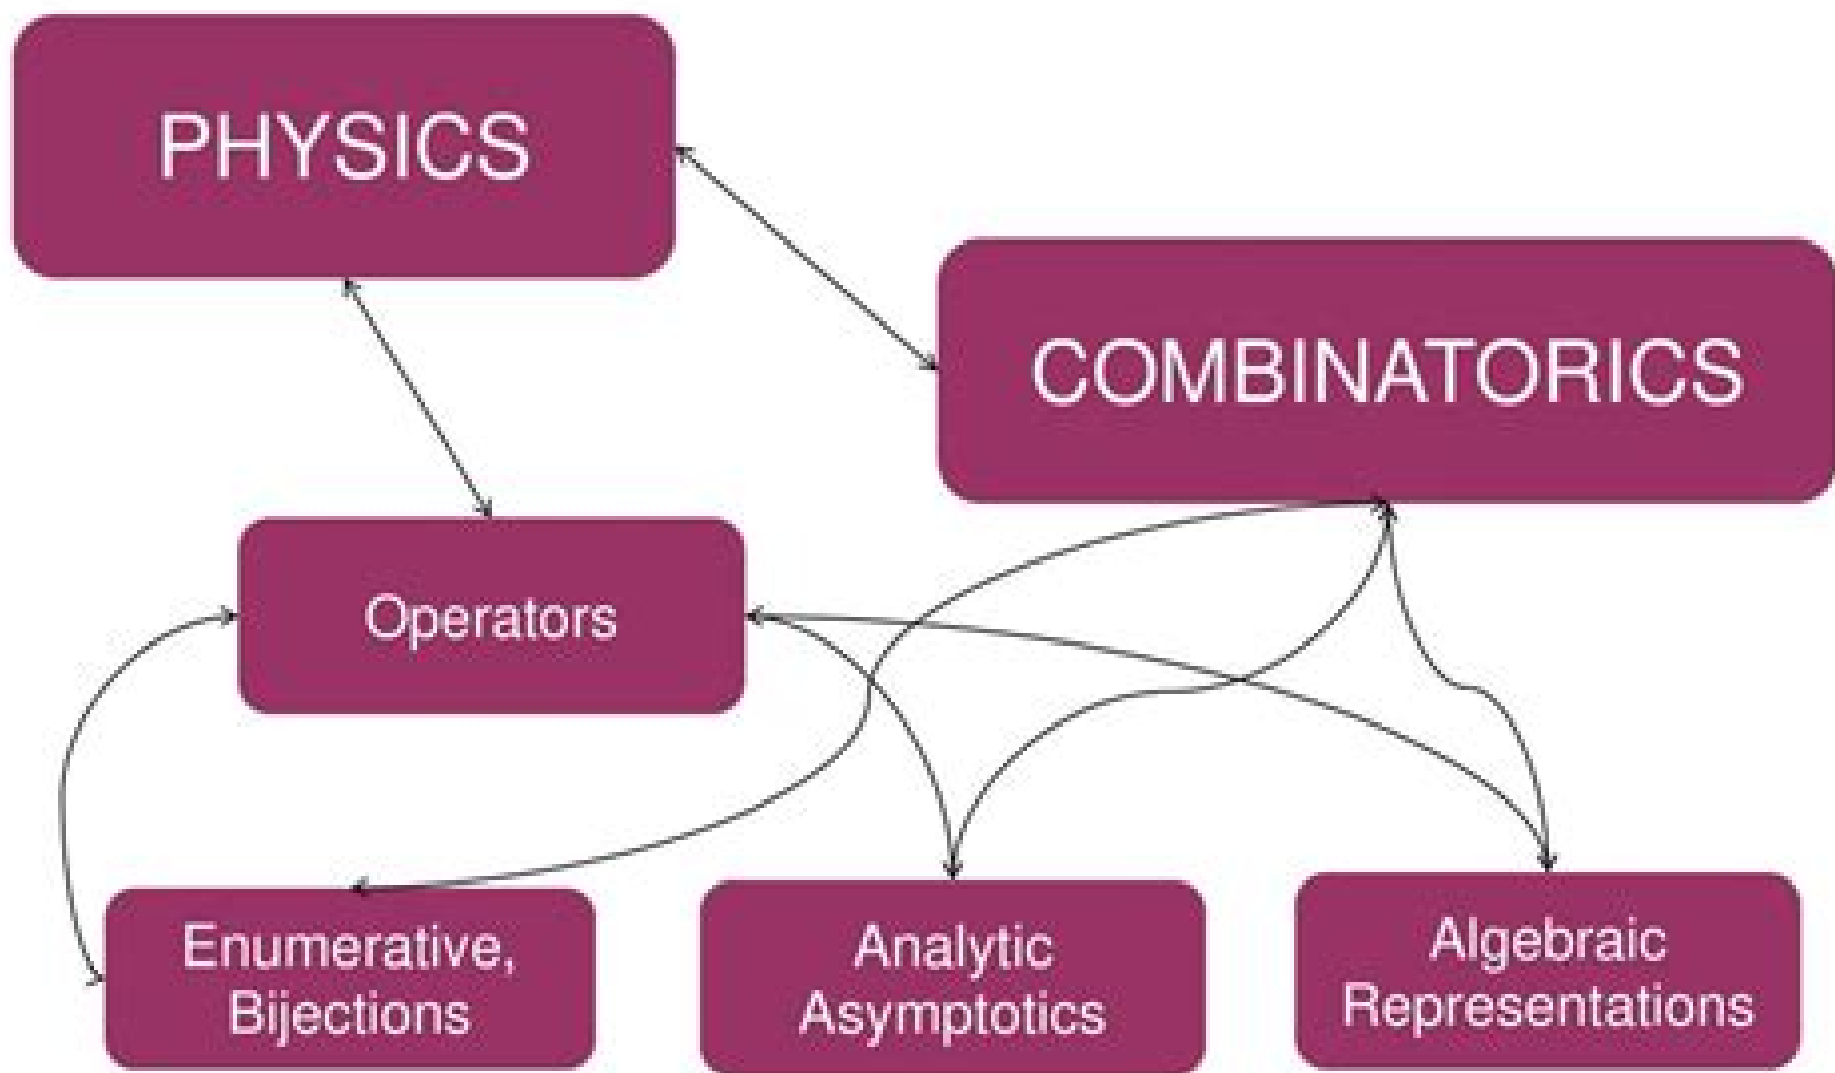 PHYSICS
COMBINATORICS
Operators
Enumerative,
Bijections
Analytic
Asymptotics
Algebraic
Representations